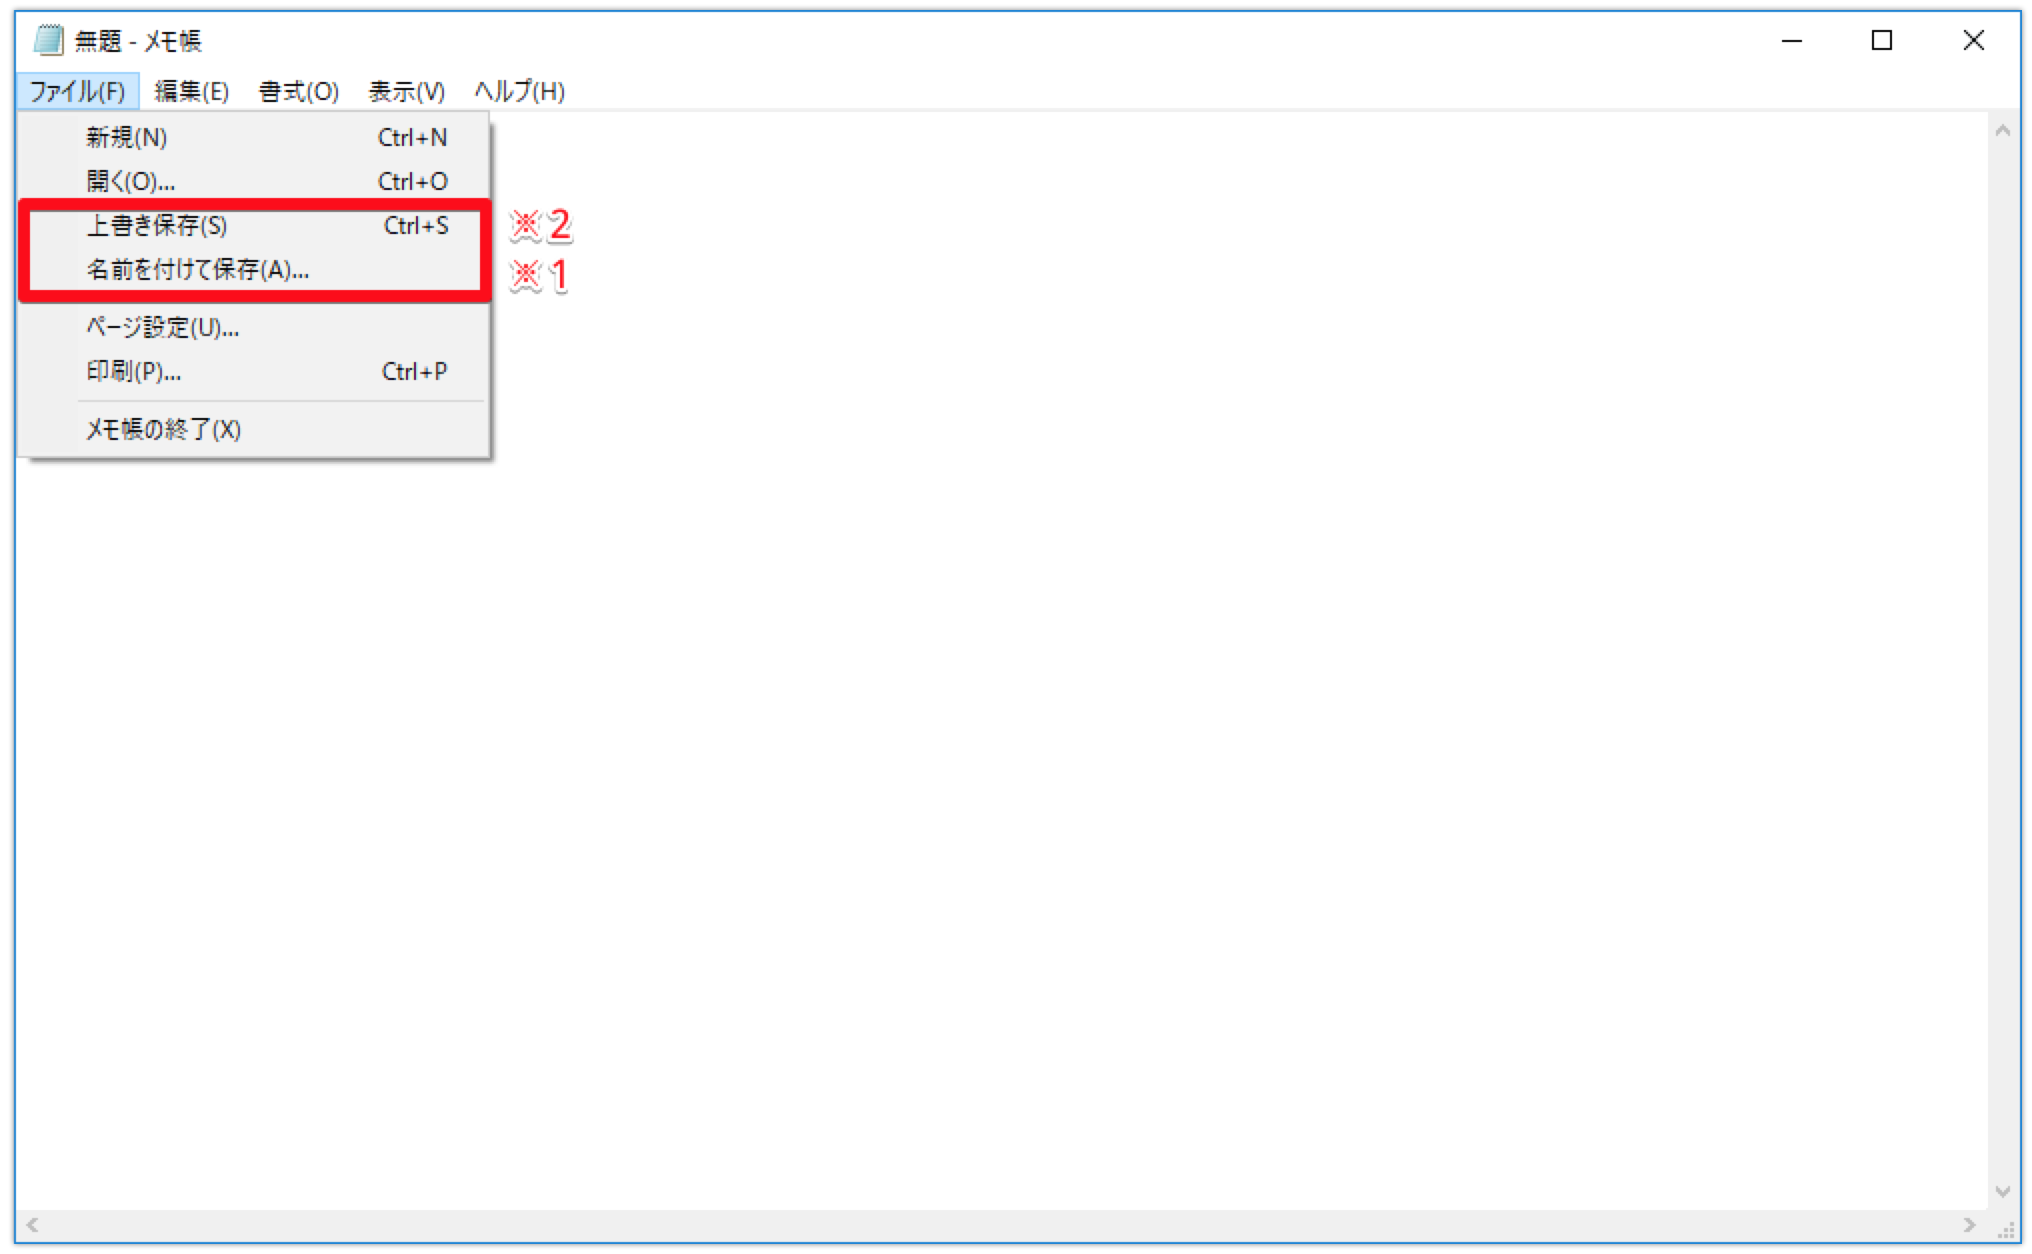 無題 - メモ帳
ファイル(F) 編集(E) 書式(O) 表示(V) ヘルプ(H)
新規(N) Ctrl+N
開く(O)... Ctrl+O
上書き保存(S) Ctrl+S ※2
名前を付けて保存(A)... ※1
ページ設定(U)...
印刷(P)... Ctrl+P
メモ帳の終了(X)